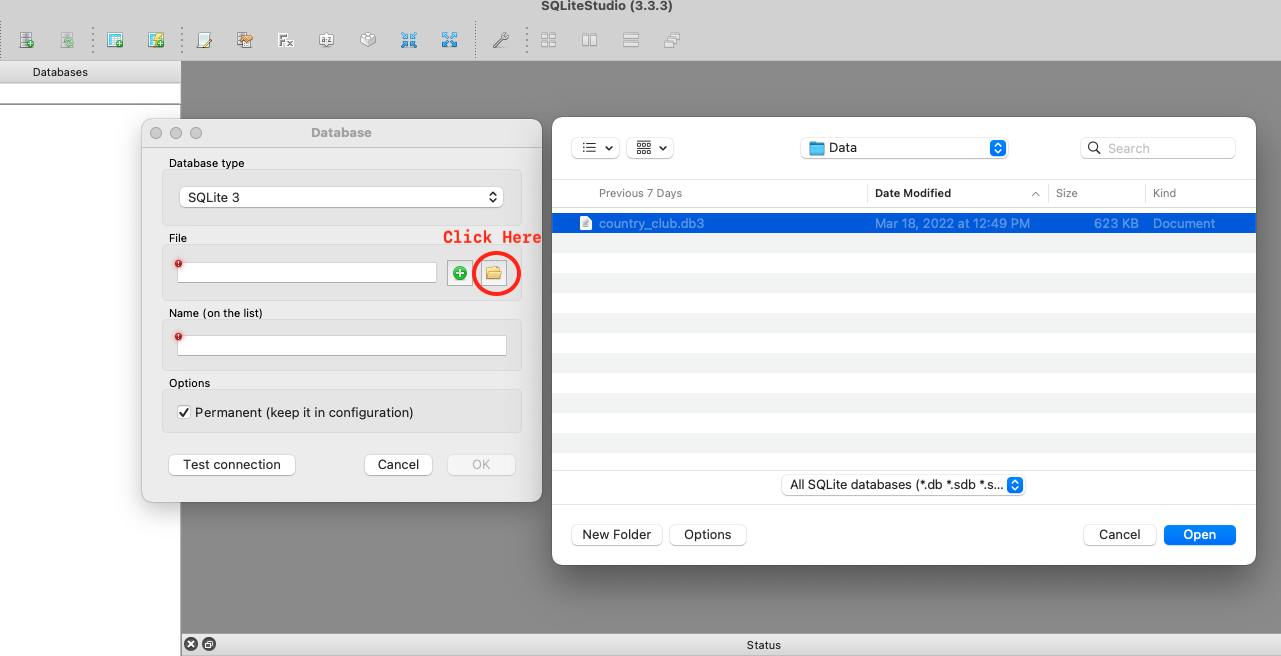 SQLiteStudio (3.3.3)
Databases
Database
Database type
SQLite 3
File
Click Here
Name (on the list)
Options
Permanent (keep it in configuration)
Test connection
Cancel
OK
Data
Search
Previous 7 Days
Date Modified
Size
Kind
country_club.db3
Mar 18, 2022 at 12:49 PM
623 KB
Document
All SQLite databases (*.db *.sdb *.s...
New Folder
Options
Cancel
Open
Status